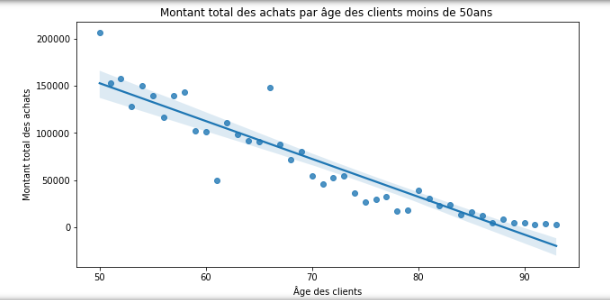 Montant total des achats par âge des clients moins de 50ans
200000
150000
100000
50000
0
Montant total des achats
50 60 70 80 90
Âge des clients